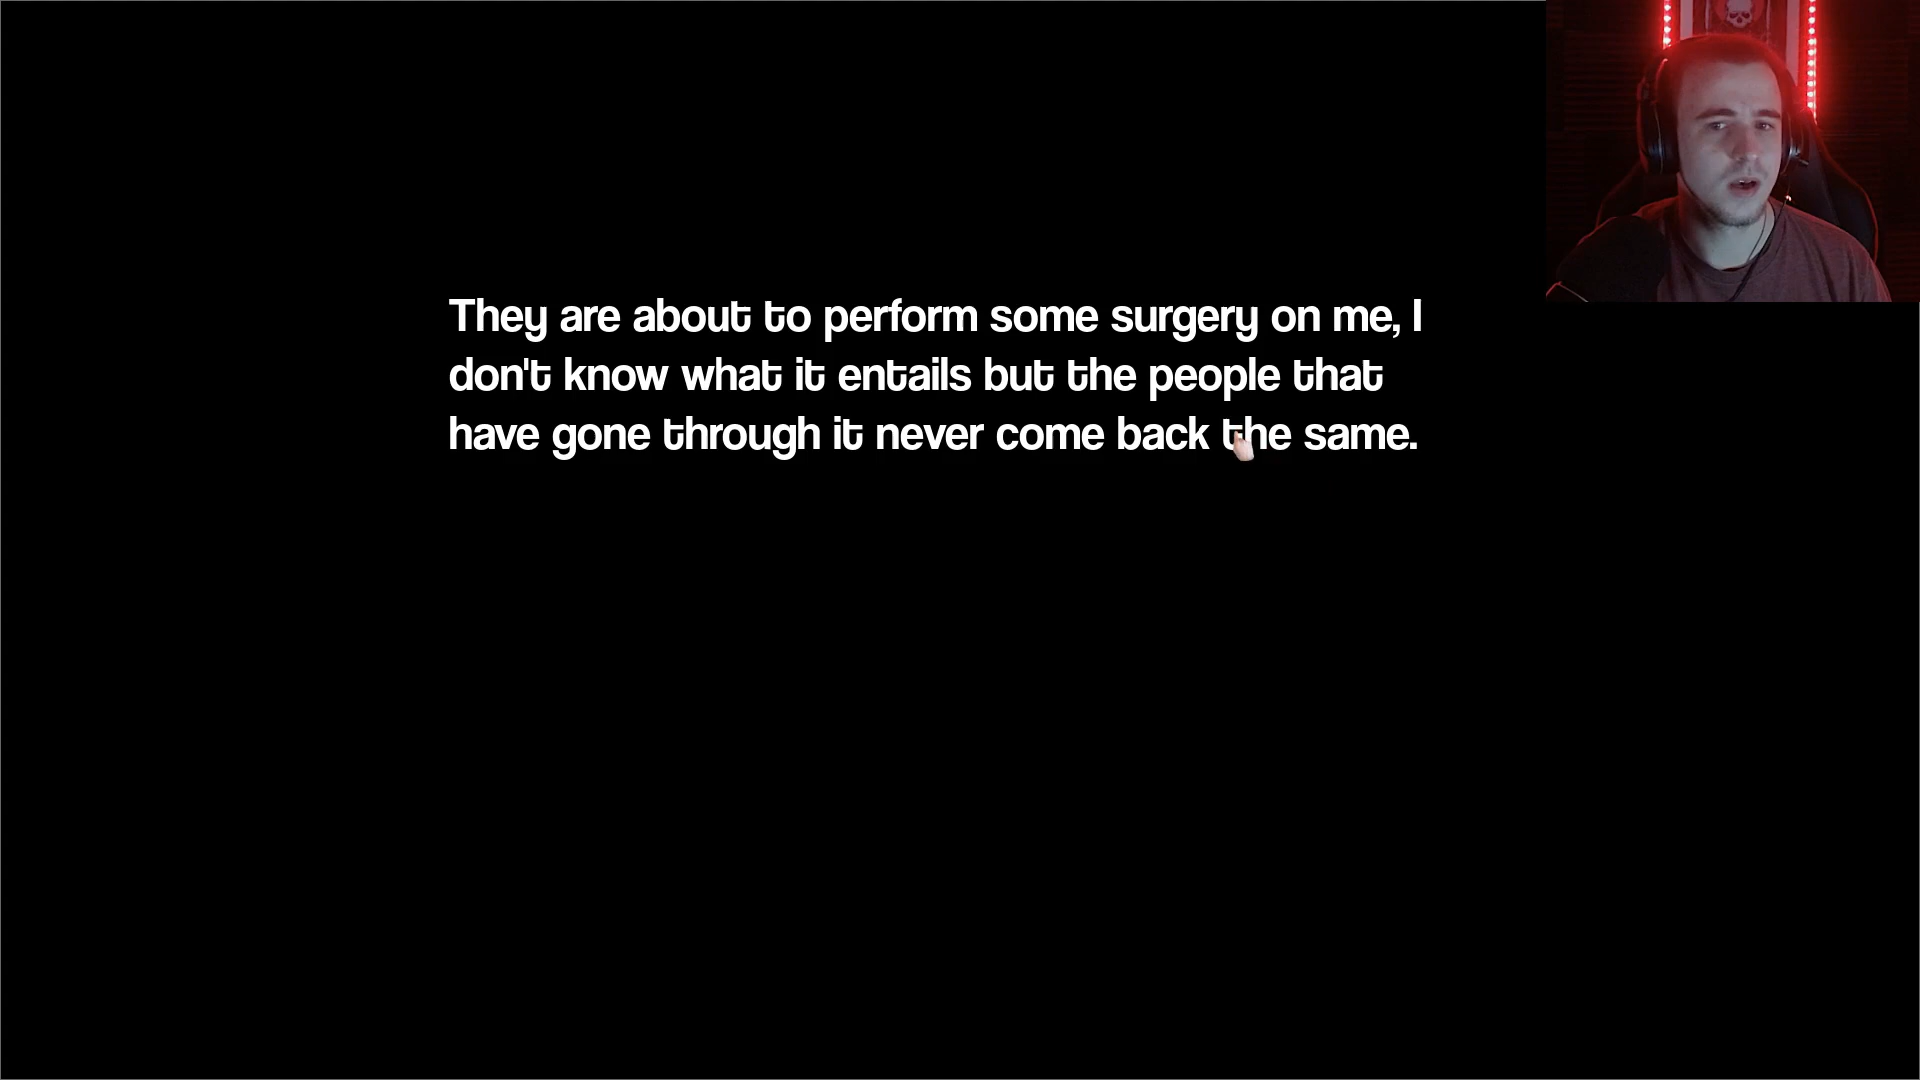 They are about to perform some surgery on me, I
don't know what it entails but the people that
have gone through it never come back the same.